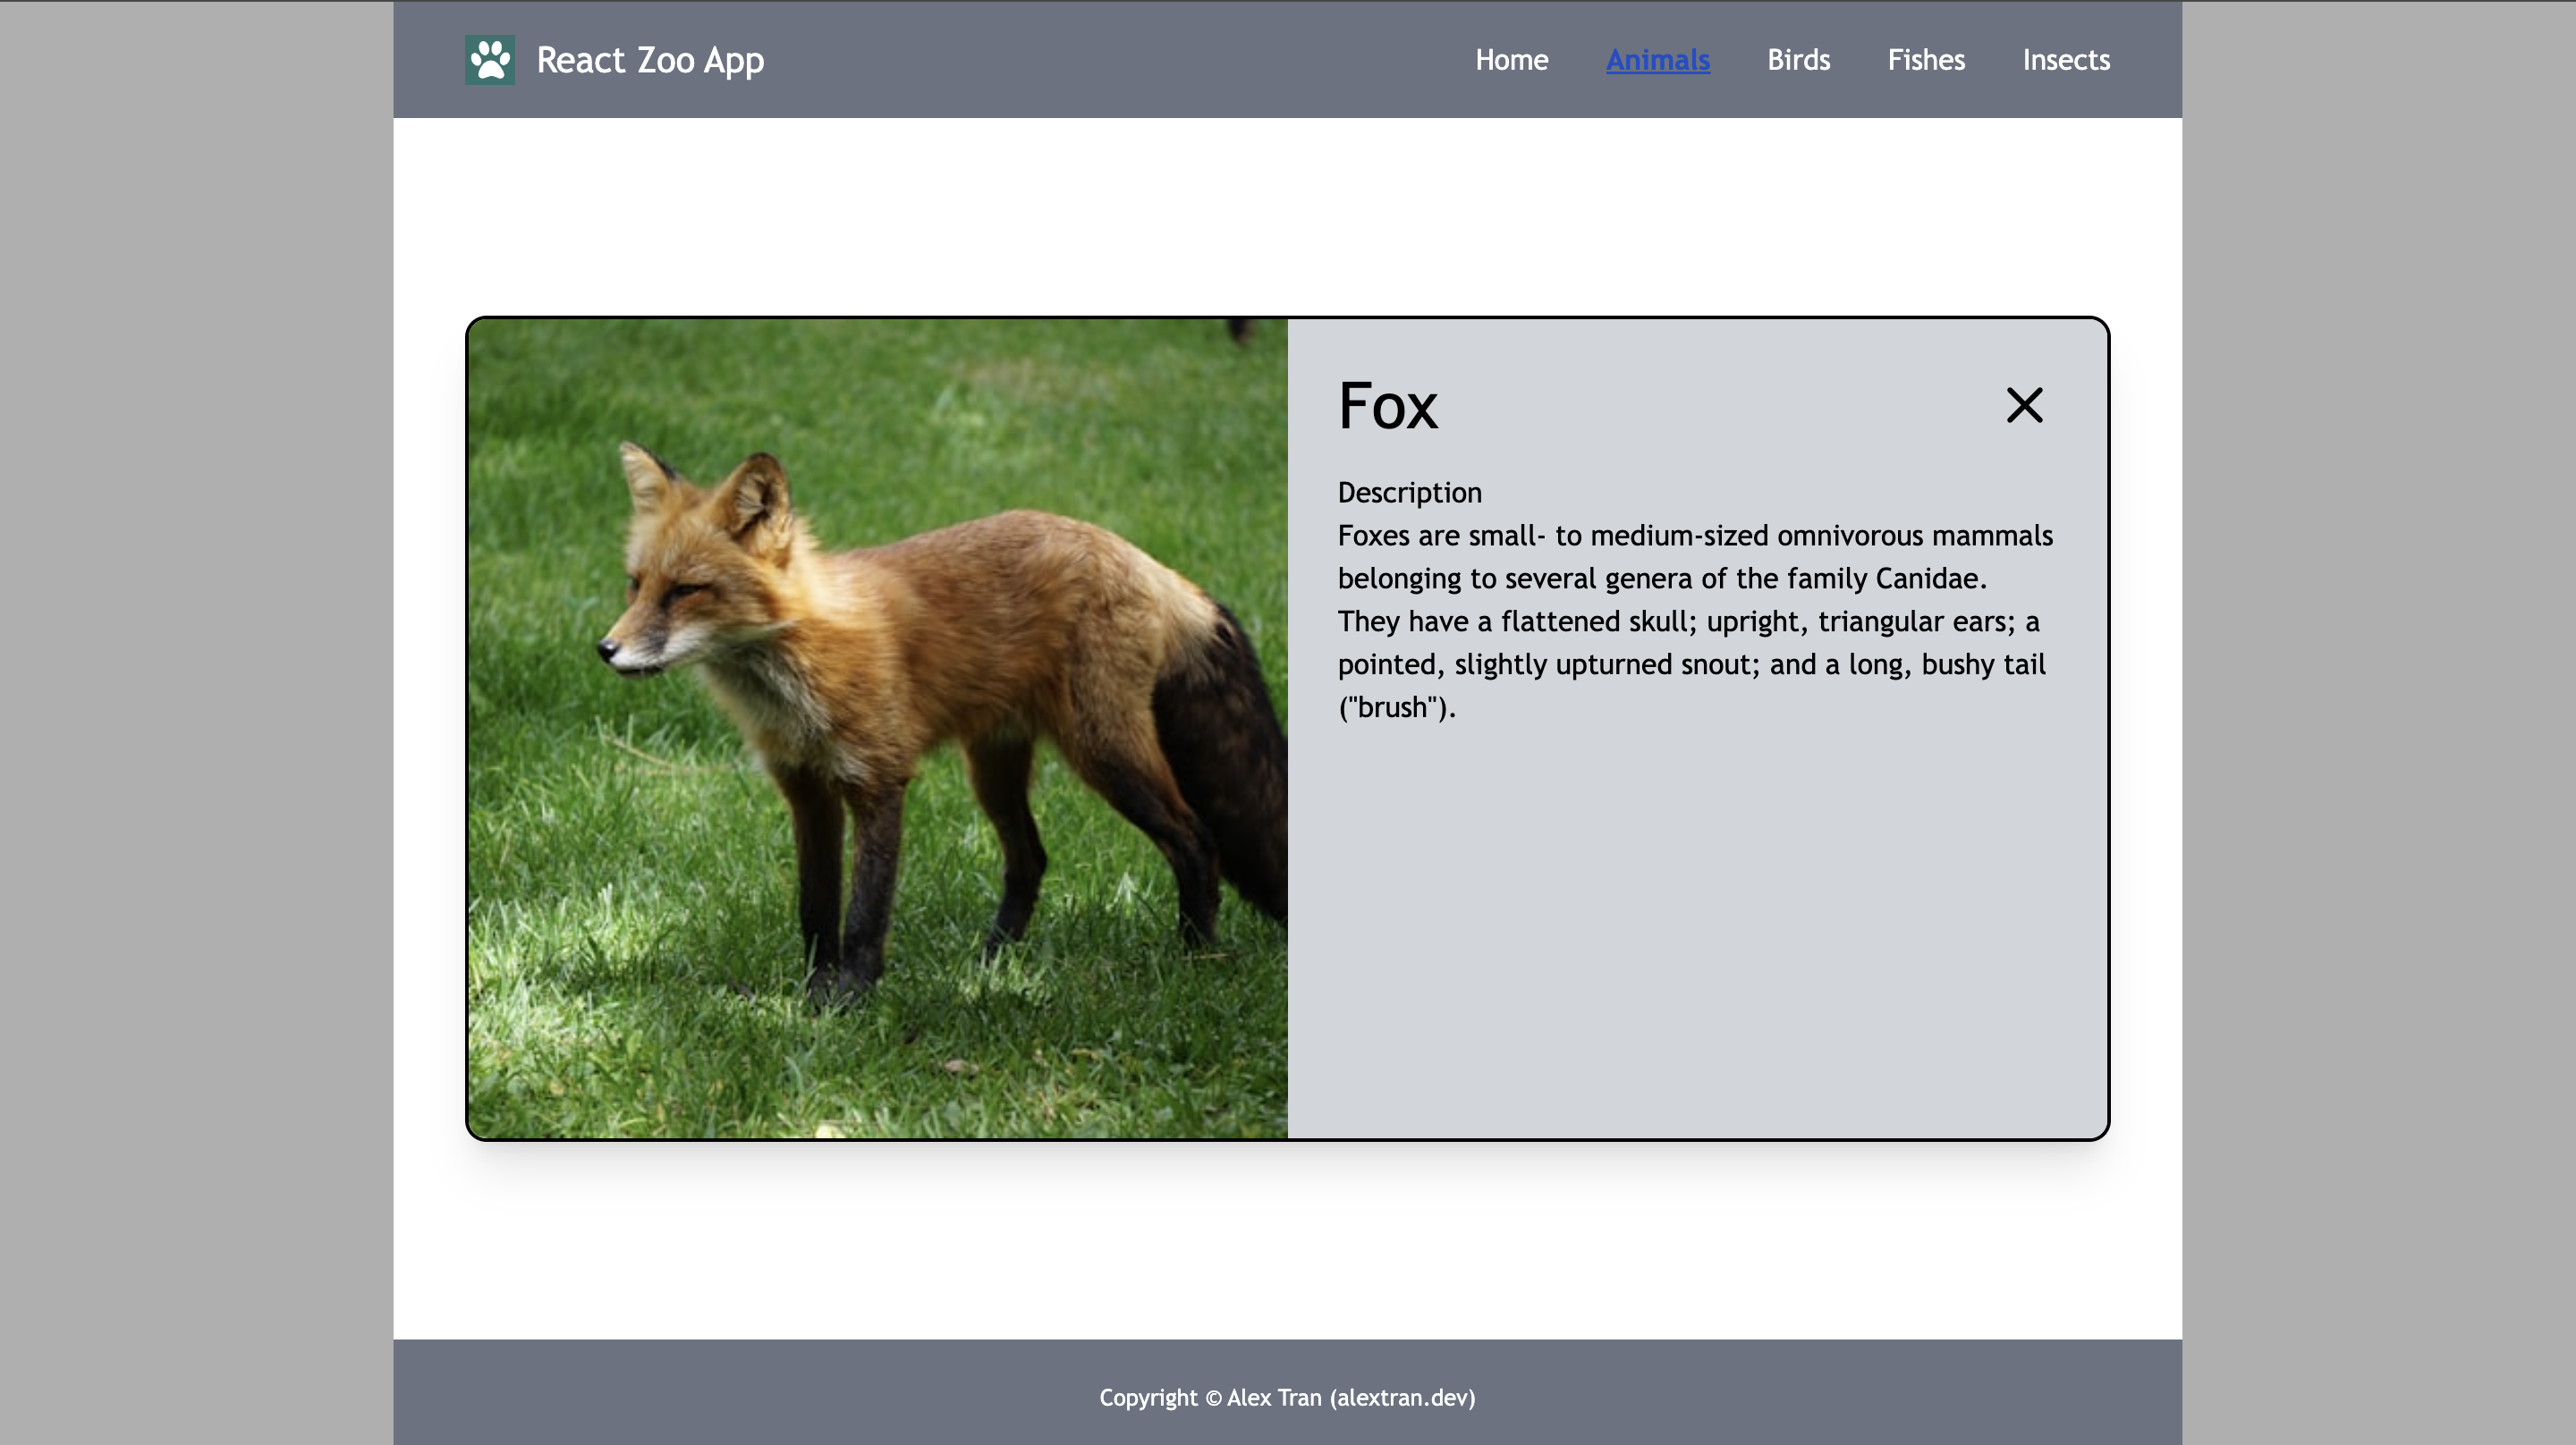 React Zoo App
Home Animals Birds Fishes Insects
Fox
Description
Foxes are small- to medium-sized omnivorous mammals
belonging to several genera of the family Canidae.
They have a flattened skull; upright, triangular ears; a
pointed, slightly upturned snout; and a long, bushy tail
("brush").
Copyright © Alex Tran (alextran.dev)